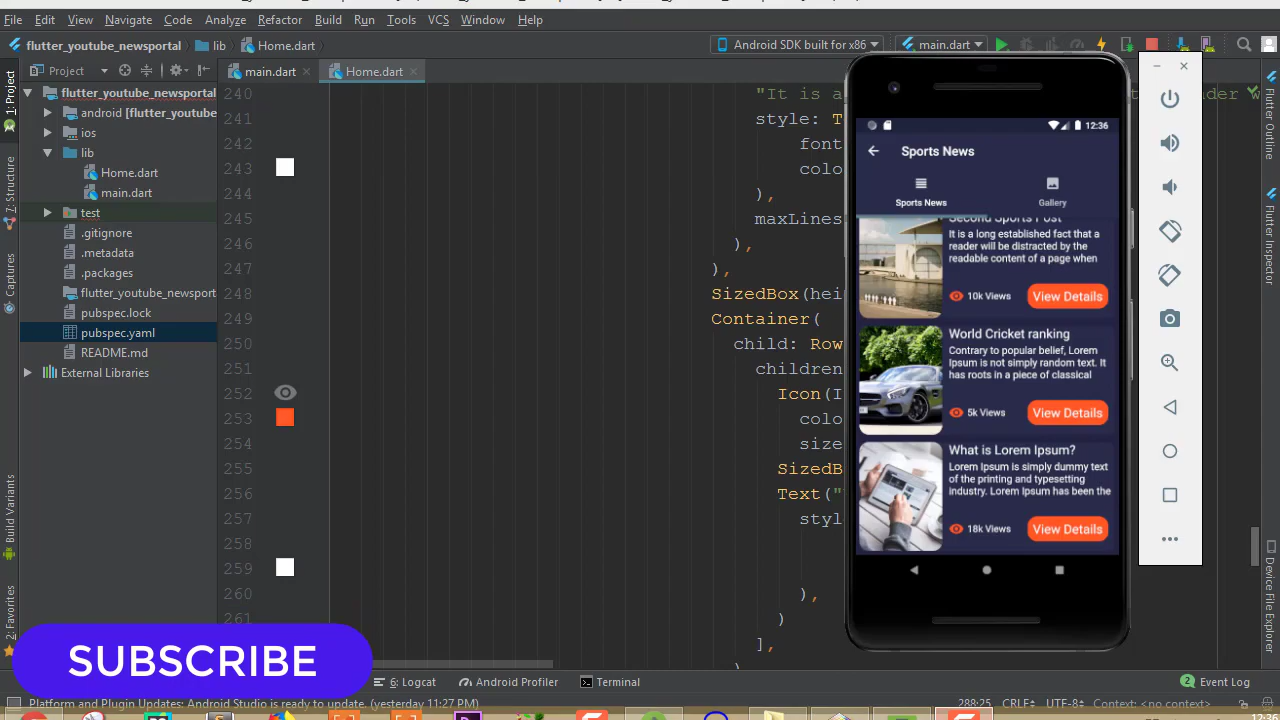 File Edit View Navigate Code Analyze Refactor Build Run Tools VCS Window Help
flutter_youtube_newsportal lib Home.dart Android SDK built for x86 main.dart
Project main.dart Home.dart
flutter_youtube_newsportal
android [flutter_youtube
ios
lib
Home.dart
main.dart
test
.gitignore
.metadata
.packages
flutter_youtube_newsport
pubspec.lock
pubspec.yaml
README.md
External Libraries
1: Project
7: Structure
Captures
Build Variants
2: Favorites
240 "It is a
241 style: T
242 font
243 colo
244 ),
245 maxLines
246 ),
247 ),
248 SizedBox(hei
249 Container(
250 child: Row
251 children
252 Icon(I
253 colo
254 size
255 SizedB
256 Text("
257 styl
258
259
260 ),
261 )
],
12:36
Sports News
Sports News Gallery
Second Sports Post
It is a long established fact that a
reader will be distracted by the
readable content of a page when
10k Views View Details
World Cricket ranking
Contrary to popular belief, Lorem
Ipsum is not simply random text. It
has roots in a piece of classical
5k Views View Details
What is Lorem Ipsum?
Lorem Ipsum is simply dummy text
of the printing and typesetting
industry. Lorem Ipsum has been the
18k Views View Details
Flutter Outline
Flutter Inspector
Device File Explorer
SUBSCRIBE
6: Logcat Android Profiler Terminal 2 Event Log
Platform and Plugin Updates: Android Studio is ready to update. (yesterday 11:27 PM) 288:25 CRLF UTF-8 Context: <no context>